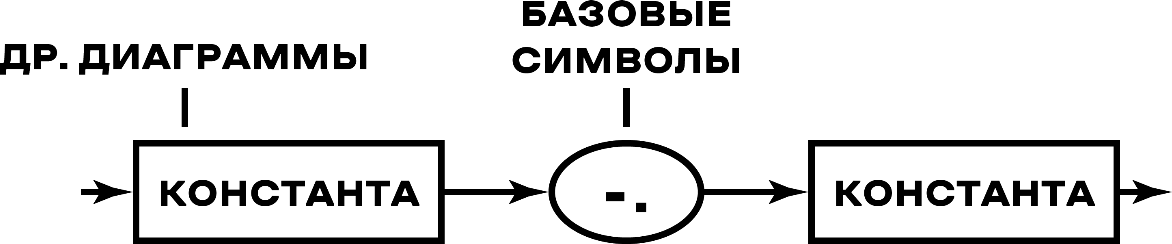 БАЗОВЫЕ
ДР. ДИАГРАММЫ
СИМВОЛЫ
КОНСТАНТА
-.
КОНСТАНТА